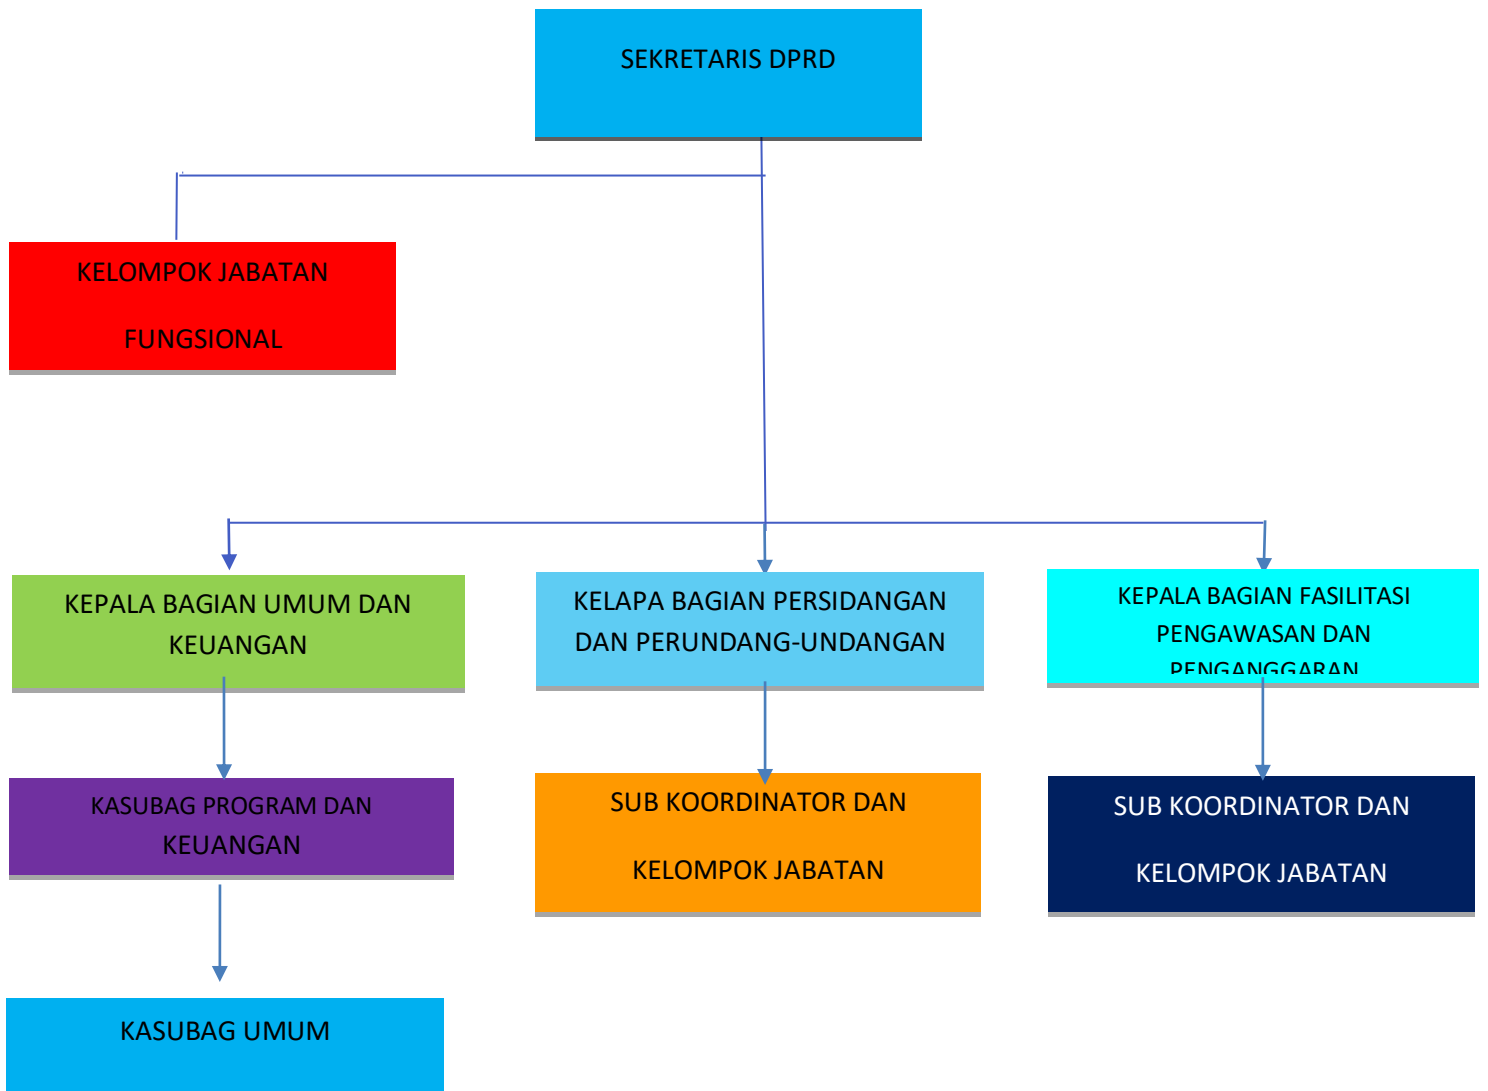 SEKRETARIS DPRD
KELOMPOK JABATAN
FUNGSIONAL
KEPALA BAGIAN UMUM DAN
KEUANGAN
KELAPA BAGIAN PERSIDANGAN
DAN PERUNDANG-UNDANGAN
KEPALA BAGIAN FASILITASI
PENGAWASAN DAN
PENGANGGARAN
KASUBAG PROGRAM DAN
KEUANGAN
SUB KOORDINATOR DAN
KELOMPOK JABATAN
SUB KOORDINATOR DAN
KELOMPOK JABATAN
KASUBAG UMUM